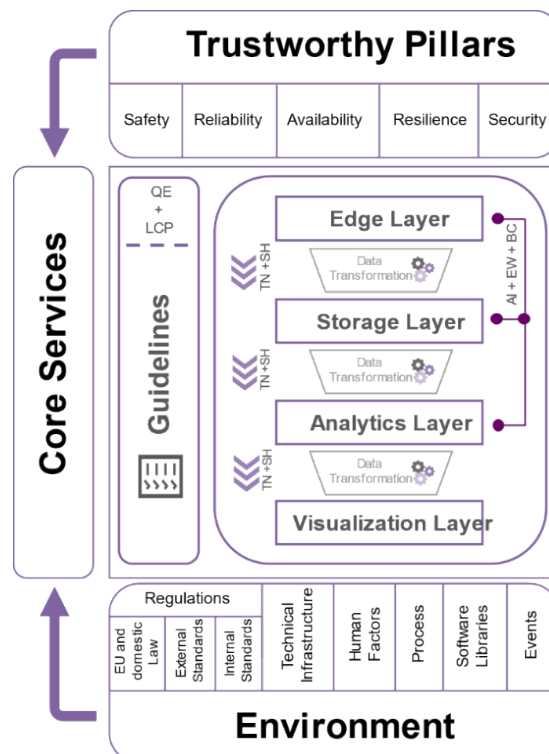 Trustworthy Pillars
Safety
Reliability
Availability
Resilience
Security
Core Services
QE
+
LCP
Guidelines
Edge Layer
TN +SH
Data
Transformation
AI + EW + BC
Storage Layer
TN +SH
Data
Transformation
Analytics Layer
TN +SH
Data
Transformation
Visualization Layer
Regulations
EU and
domestic
Law
External
Standards
Internal
Standards
Technical
Infrastructure
Human
Factors
Process
Software
Libraries
Events
Environment